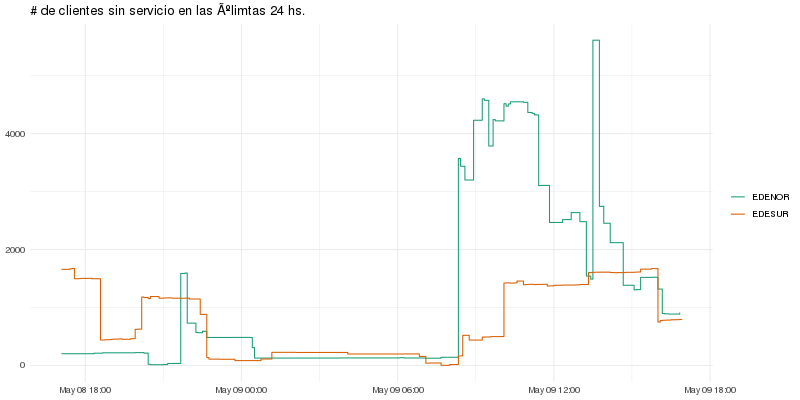 # de clientes sin servicio en las Ãºlimtas 24 hs.
4000
2000
0
EDENOR
EDESUR
May 08 18:00
May 09 00:00
May 09 06:00
May 09 12:00
May 09 18:00